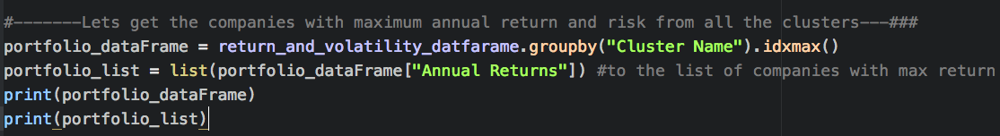 #-------Lets get the companies with maximum annual return and risk from all the clusters---###
portfolio_dataFrame = return_and_volatility_datfarame.groupby("Cluster Name").idxmax()
portfolio_list = list(portfolio_dataFrame["Annual Returns"]) #to the list of companies with max return
print(portfolio_dataFrame)
print(portfolio_list)